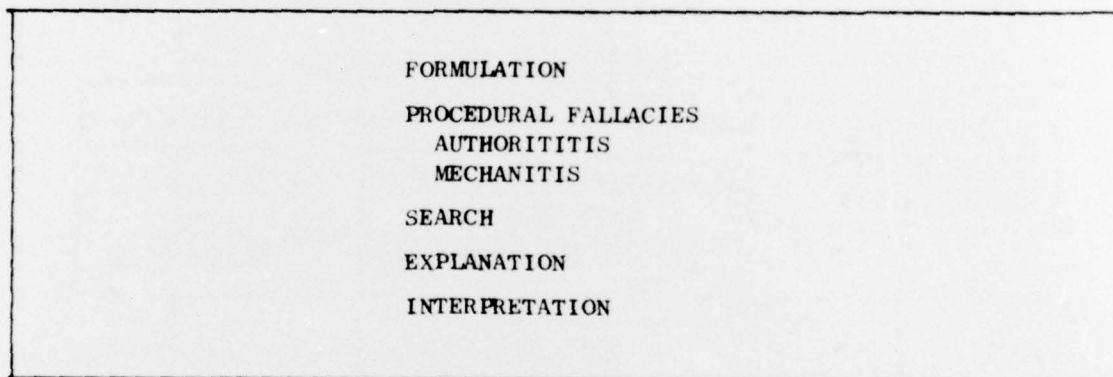 FORMULATION
PROCEDURAL FALLACIES
AUTHORITITIS
MECHANITIS
SEARCH
EXPLANATION
INTERPRETATION